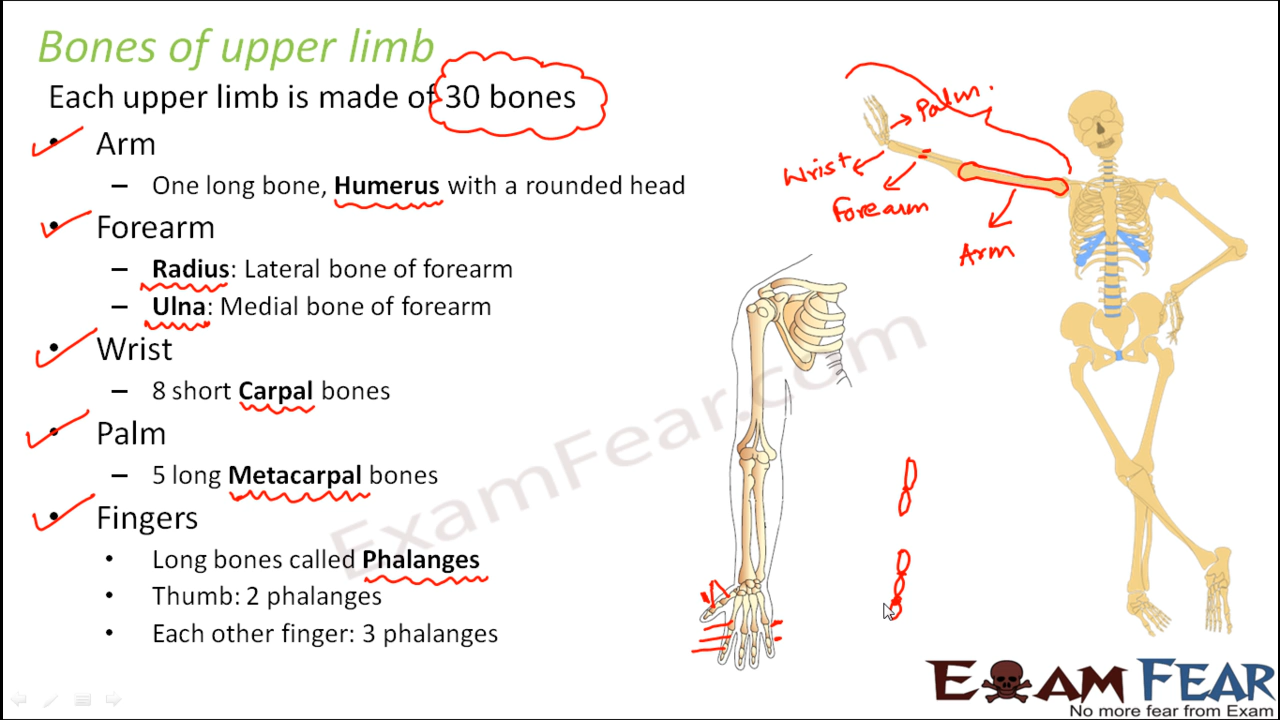 Bones of upper limb
Each upper limb is made of 30 bones
• Arm
– One long bone, Humerus with a rounded head
• Forearm
– Radius: Lateral bone of forearm
– Ulna: Medial bone of forearm
• Wrist
– 8 short Carpal bones
• Palm
– 5 long Metacarpal bones
• Fingers
• Long bones called Phalanges
• Thumb: 2 phalanges
• Each other finger: 3 phalanges
Palm.
Wrist
Forearm
Arm
ExamFear.com
EXAM FEAR
No more fear from Exam